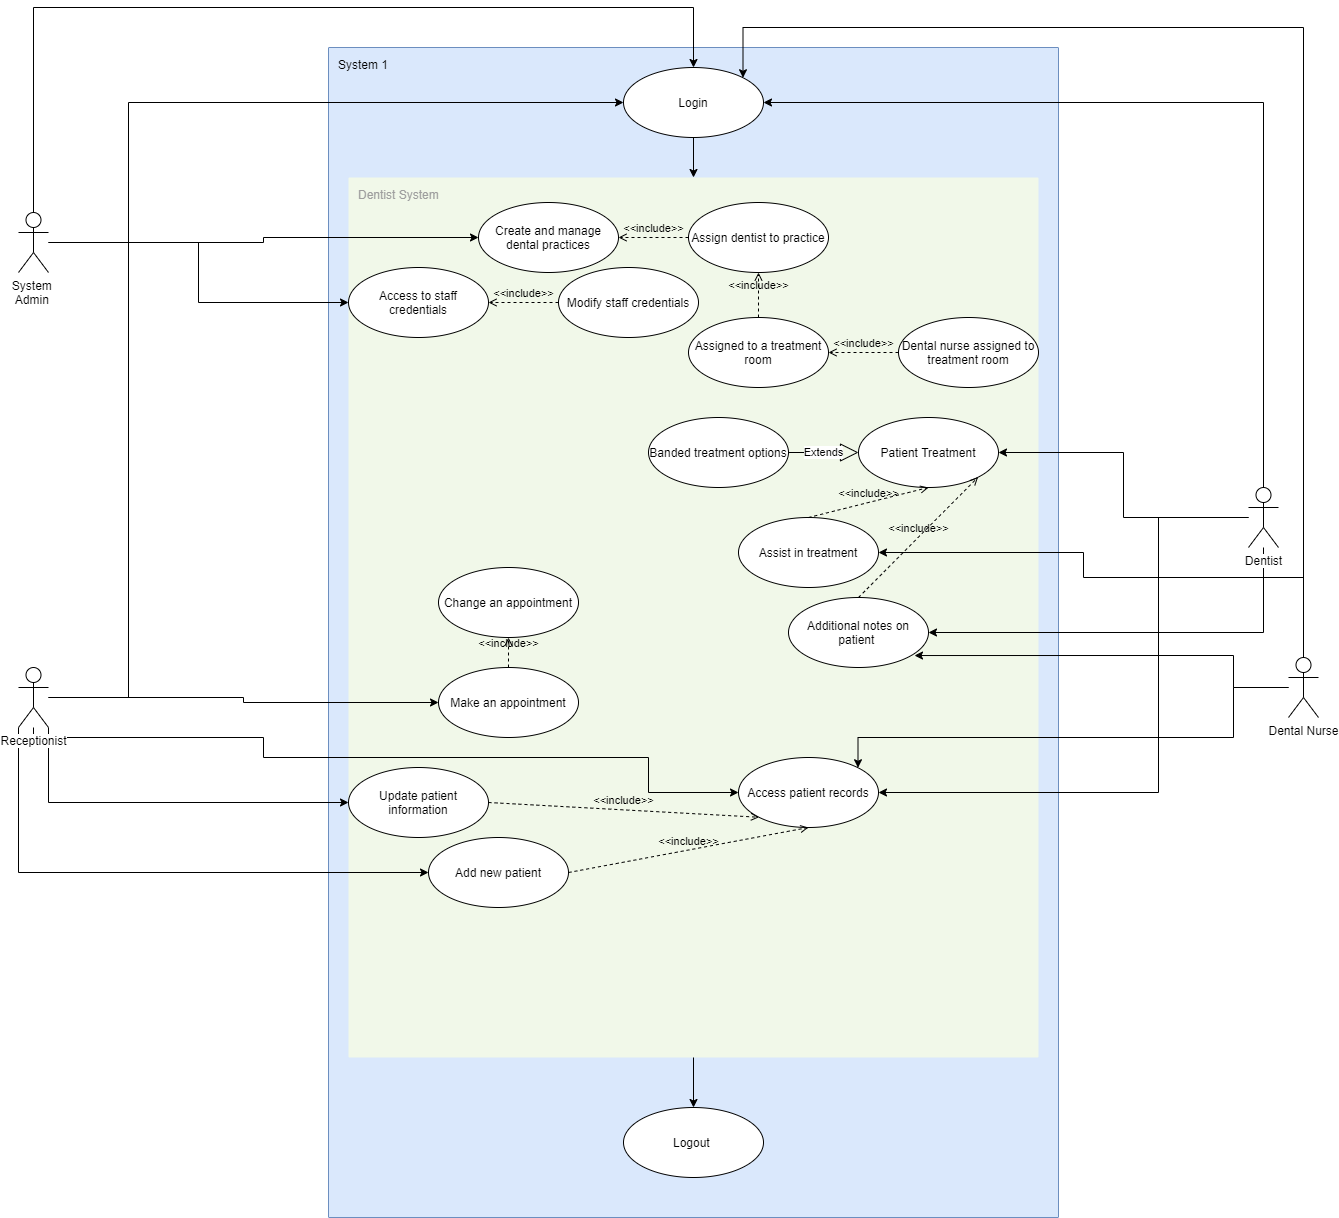 System 1
Login
Dentist System
Create and manage
dental practices
<<include>>
Assign dentist to practice
System
Admin
Access to staff
credentials
<<include>>
Modify staff credentials
<<include>>
Assigned to a treatment
room
<<include>>
Dental nurse assigned to
treatment room
Banded treatment options
Extends
Patient Treatment
<<include>>
<<include>>
Assist in treatment
Dentist
Change an appointment
Additional notes on
patient
<<include>>
Make an appointment
Receptionist
Dental Nurse
Update patient
information
<<include>>
Access patient records
<<include>>
Add new patient
Logout